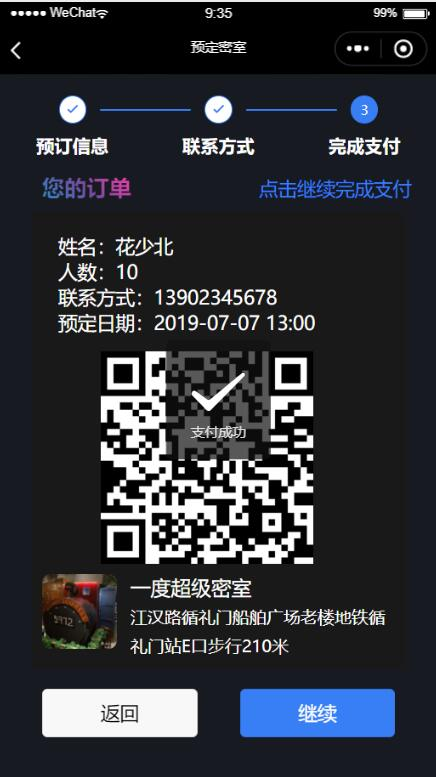 ●●●●● WeChat
9:35
99%
预定密室
3
预订信息
联系方式
完成支付
您的订单
点击继续完成支付
姓名：花少北
人数：10
联系方式：13902345678
预定日期：2019-07-07 13:00
支付成功
一度超级密室
江汉路循礼门船舶广场老楼地铁循
礼门站E口步行210米
5972
返回
继续